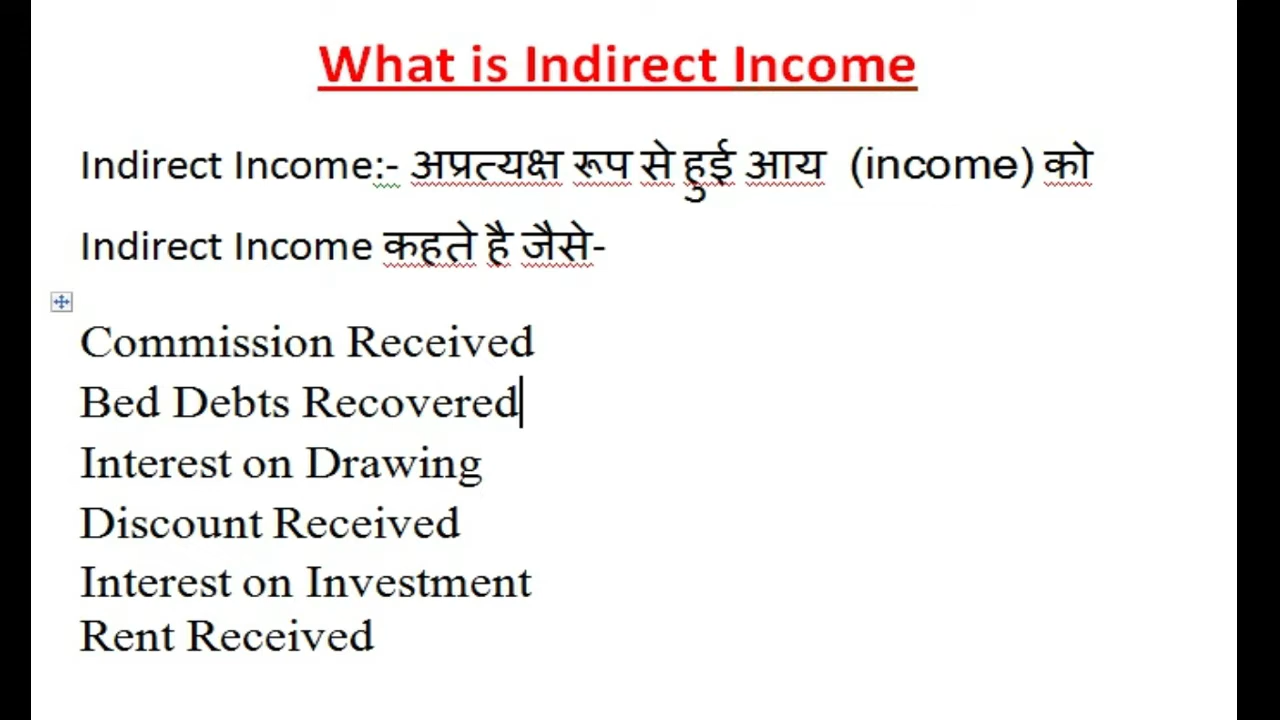 What is Indirect Income
Indirect Income:- अप्रत्यक्ष रूप से हुई आय (income) को
Indirect Income कहते है जैसे-
Commission Received
Bed Debts Recovered
Interest on Drawing
Discount Received
Interest on Investment
Rent Received